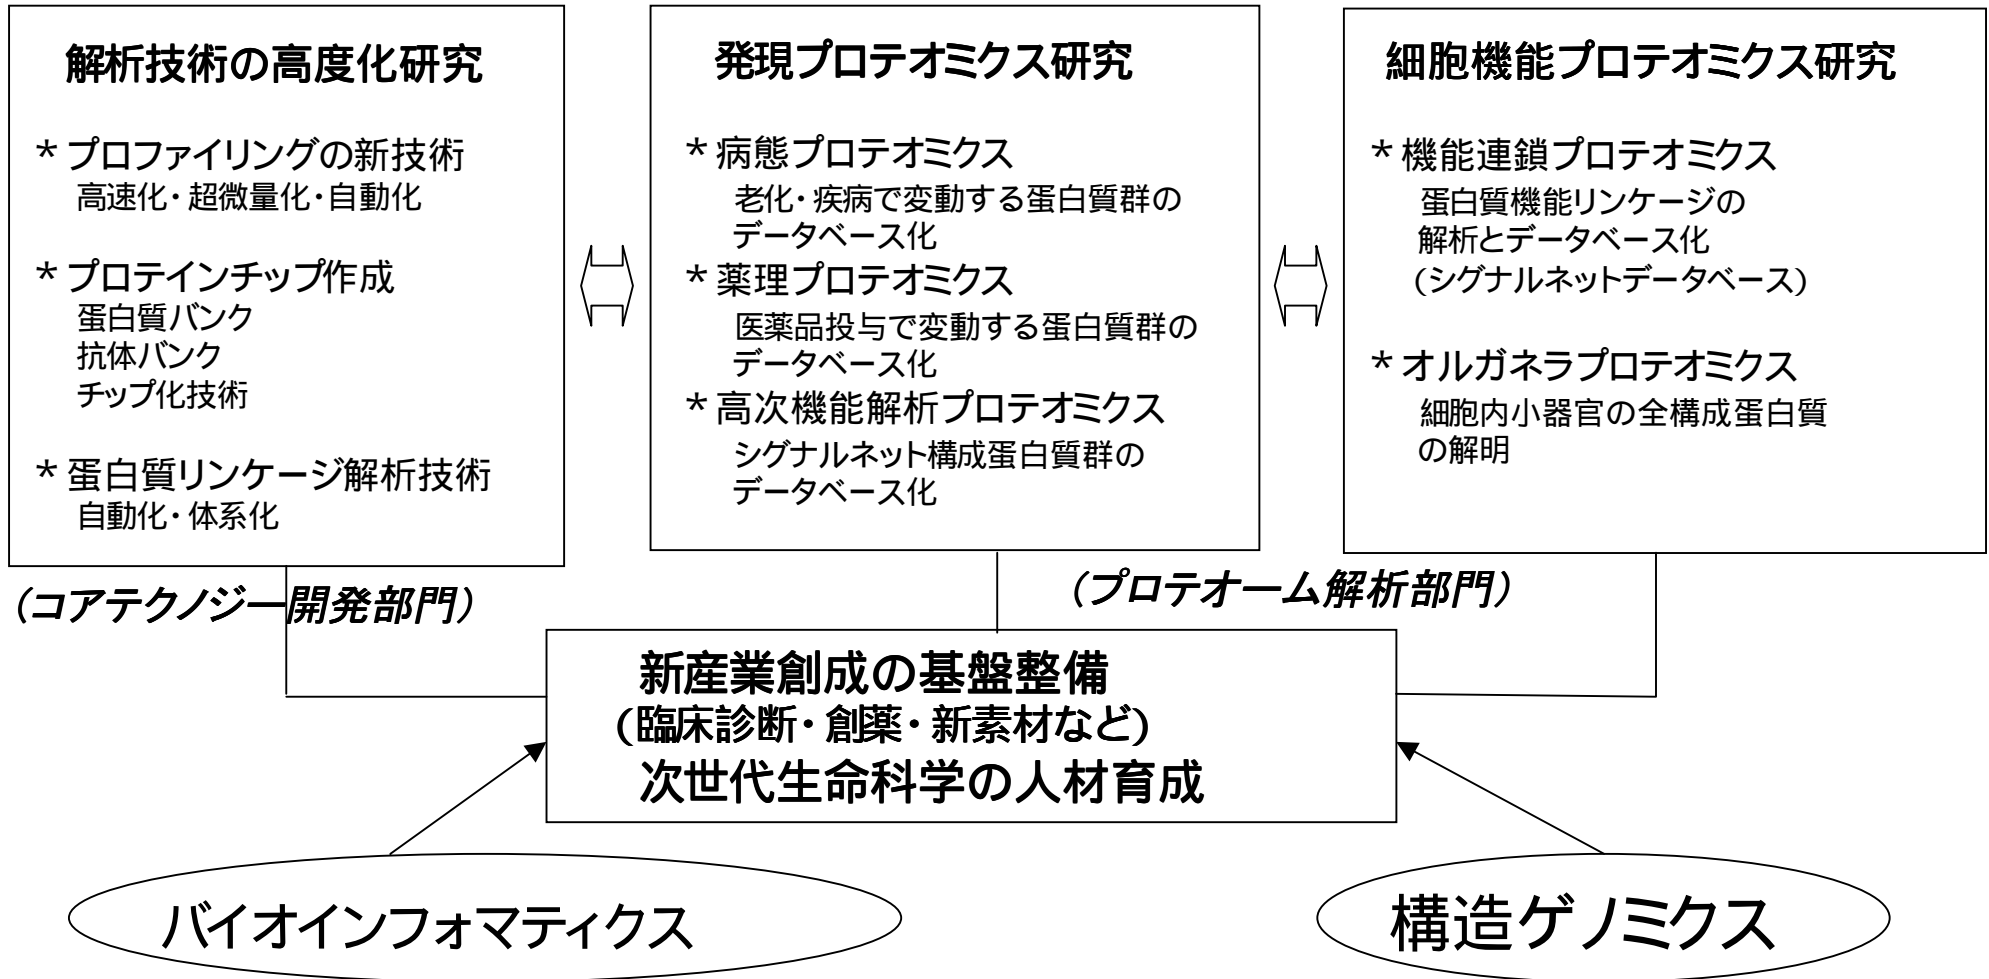 解析技術の高度化研究
* プロファイリングの新技術
高速化・超微量化・自動化
* プロテインチップ作成
蛋白質バンク
抗体バンク
チップ化技術
* 蛋白質リンケージ解析技術
自動化・体系化
発現プロテオミクス研究
* 病態プロテオミクス
老化・疾病で変動する蛋白質群の
データベース化
* 薬理プロテオミクス
医薬品投与で変動する蛋白質群の
データベース化
* 高次機能解析プロテオミクス
シグナルネット構成蛋白質群の
データベース化
細胞機能プロテオミクス研究
* 機能連鎖プロテオミクス
蛋白質機能リンケージの
解析とデータベース化
(シグナルネットデータベース)
* オルガネラプロテオミクス
細胞内小器官の全構成蛋白質
の解明
(コアテクノジー開発部門)
(プロテオーム解析部門)
新産業創成の基盤整備
(臨床診断・創薬・新素材など)
次世代生命科学の人材育成
バイオインフォマティクス
構造ゲノミクス